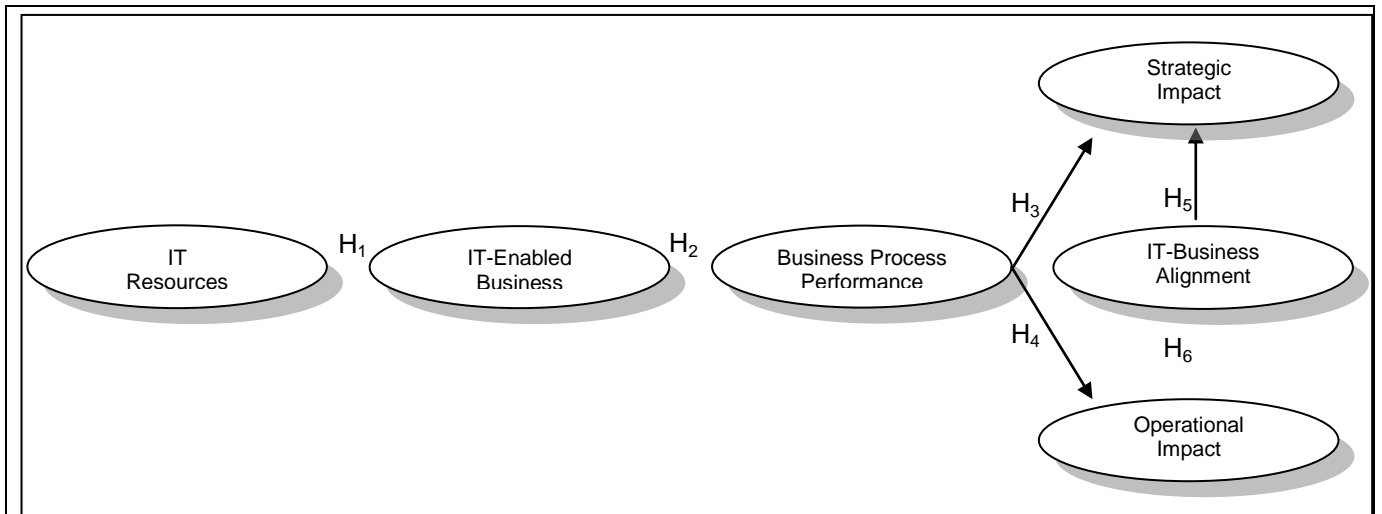 Strategic
Impact
H₃
H₅
IT
Resources
H₁
IT-Enabled
Business
H₂
Business Process
Performance
IT-Business
Alignment
H₄
H₆
Operational
Impact